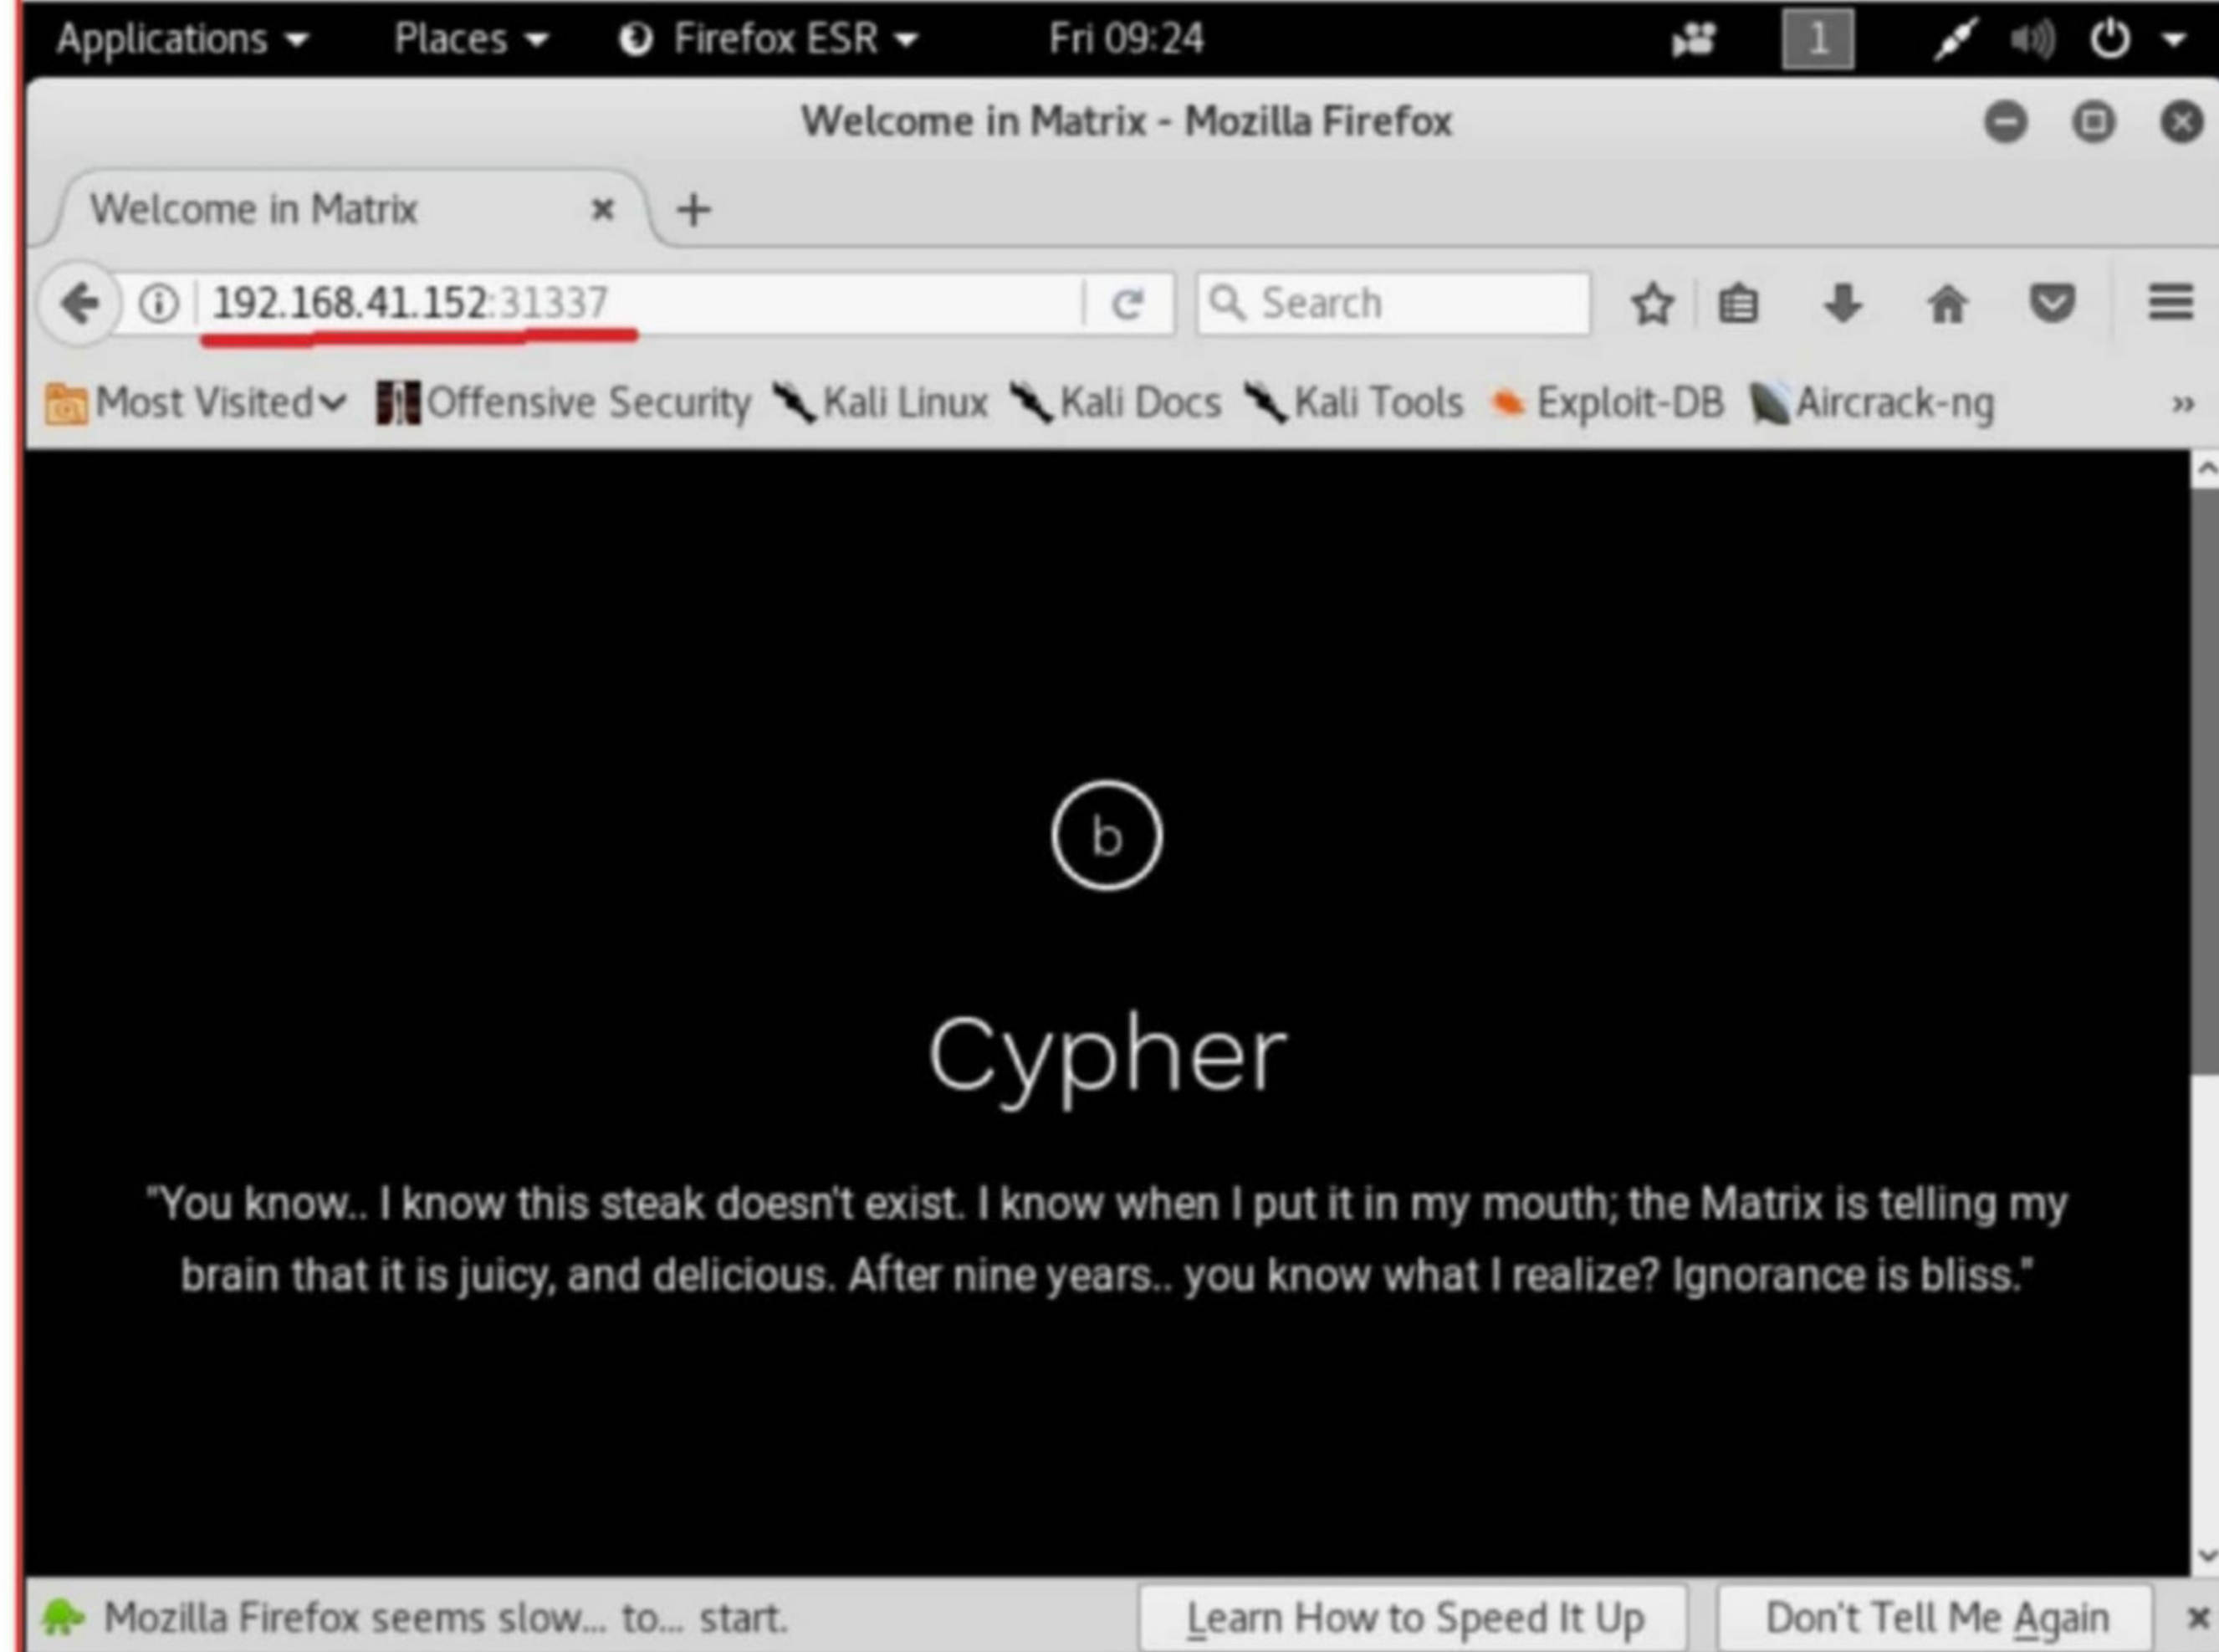 Applications Places Firefox ESR Fri 09:24 1
Welcome in Matrix - Mozilla Firefox
Welcome in Matrix
192.168.41.152:31337 Search
Most Visited Offensive Security Kali Linux Kali Docs Kali Tools Exploit-DB Aircrack-ng »
b
Cypher
"You know.. I know this steak doesn't exist. I know when I put it in my mouth; the Matrix is telling my
brain that it is juicy, and delicious. After nine years.. you know what I realize? Ignorance is bliss."
Mozilla Firefox seems slow... to... start. Learn How to Speed It Up Don't Tell Me Again